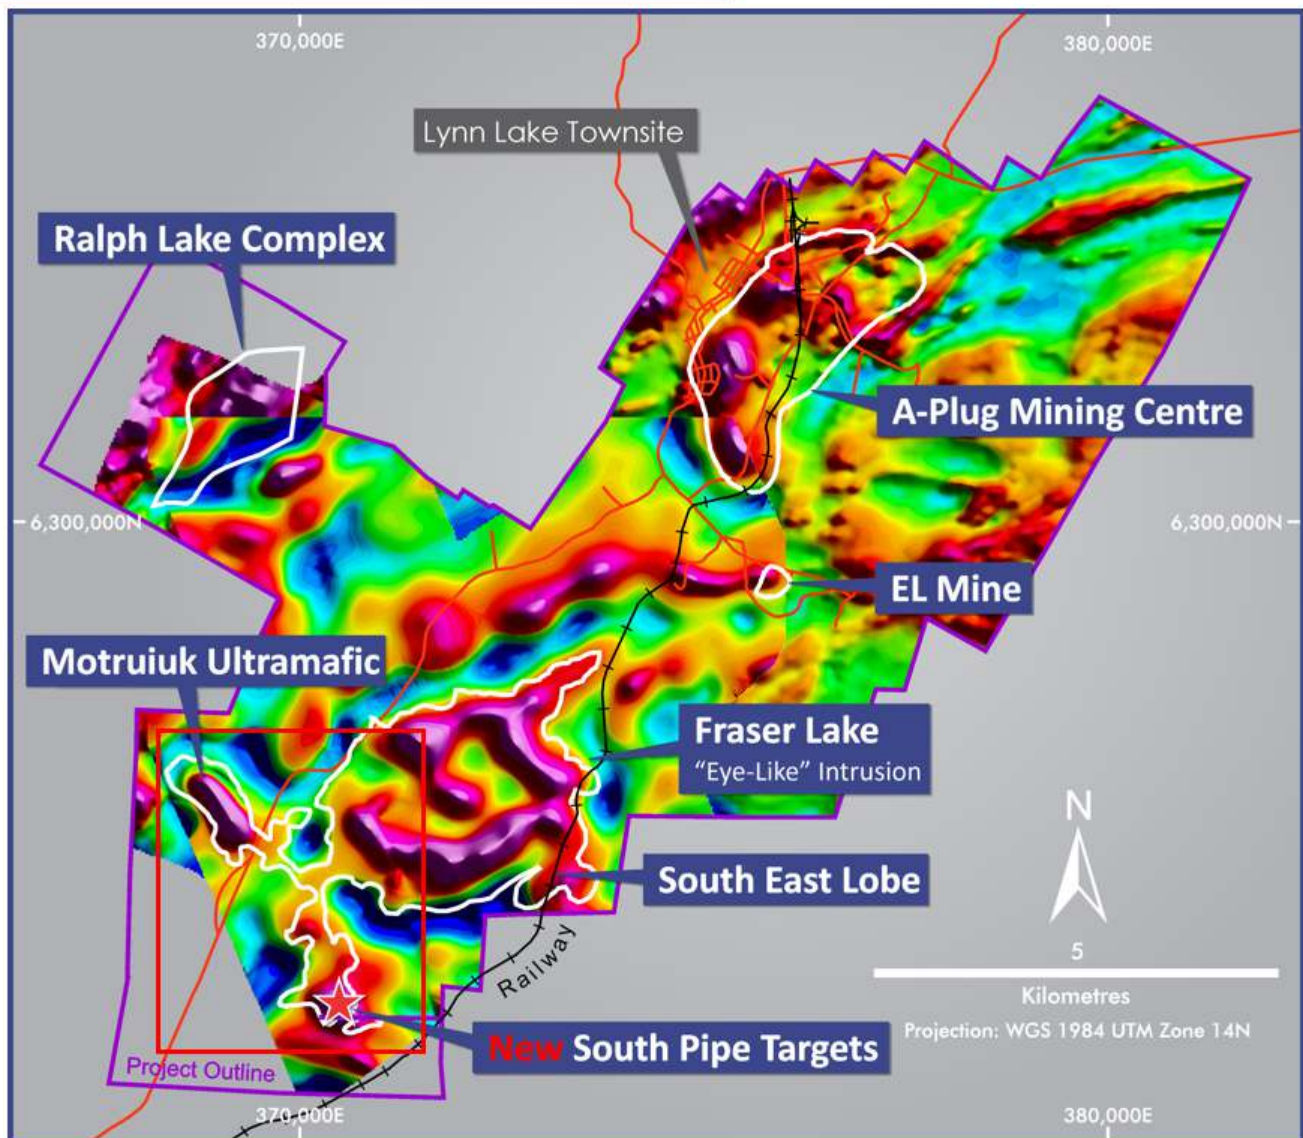 370,000E
380,000E
Lynn Lake Townsite
Ralph Lake Complex
A-Plug Mining Centre
6,300,000N
6,300,000N
EL Mine
Motruiuk Ultramafic
Fraser Lake
“Eye-Like” Intrusion
N
South East Lobe
5
Kilometres
Railway
Projection: WGS 1984 UTM Zone 14N
New South Pipe Targets
Project Outline
370,000E
380,000E